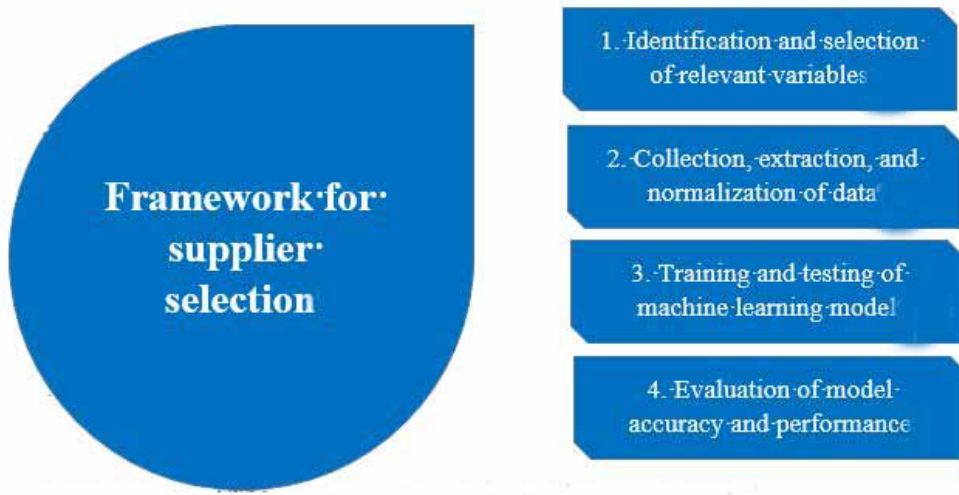 Framework for
supplier
selection
1. Identification and selection
of relevant variables
2. Collection, extraction, and
normalization of data
3. Training and testing of
machine learning model
4. Evaluation of model
accuracy and performance